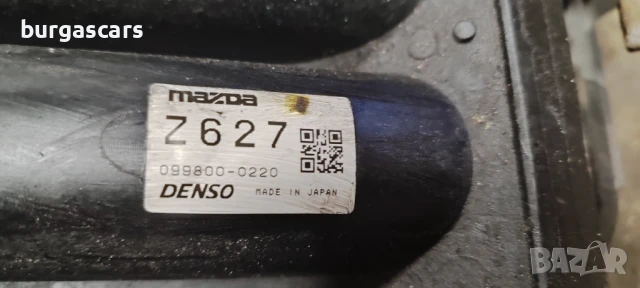 burgascars
mazda
Z627
099800-0220
DENSO MADE IN JAPAN
BAZAR